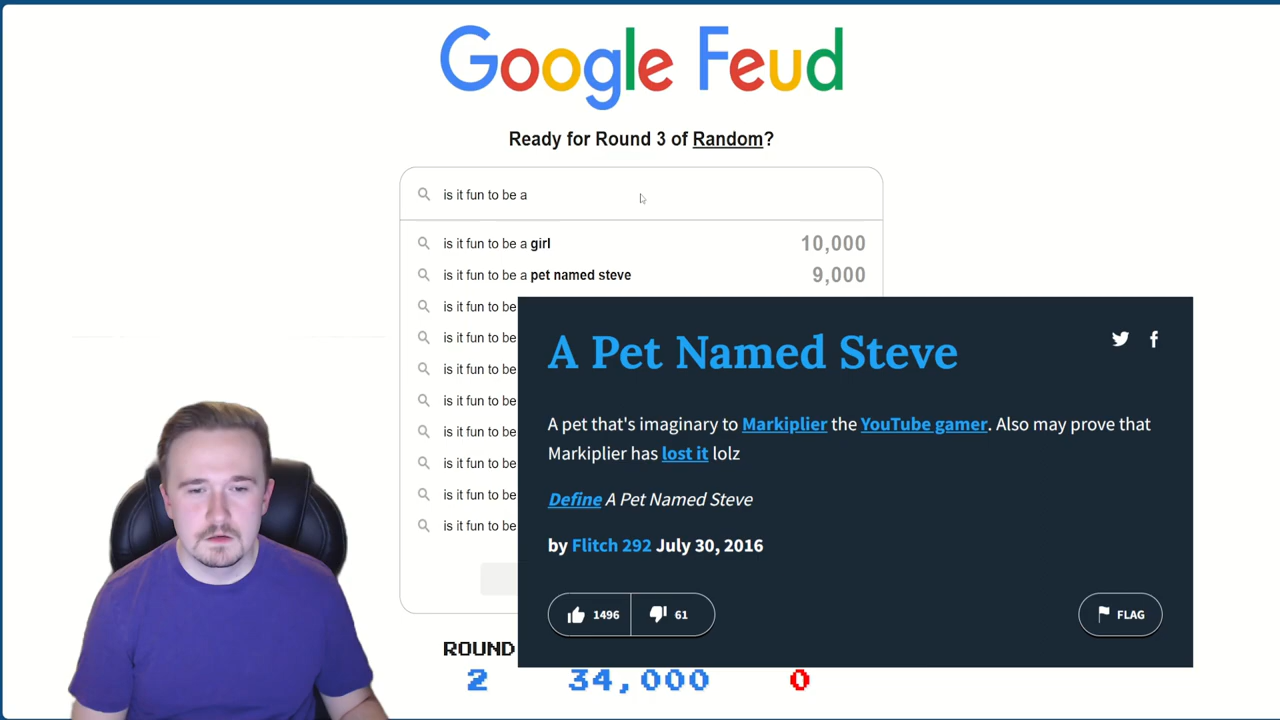 Google Feud
Ready for Round 3 of Random?
is it fun to be a
is it fun to be a girl 10,000
is it fun to be a pet named steve 9,000
is it fun to be
is it fun to be
is it fun to be
is it fun to be
is it fun to be
is it fun to be
is it fun to be
is it fun to be
A Pet Named Steve
A pet that's imaginary to Markiplier the YouTube gamer. Also may prove that
Markiplier has lost it lolz
Define A Pet Named Steve
by Flitch 292 July 30, 2016
1496 61 FLAG
ROUND
2 34,000 0